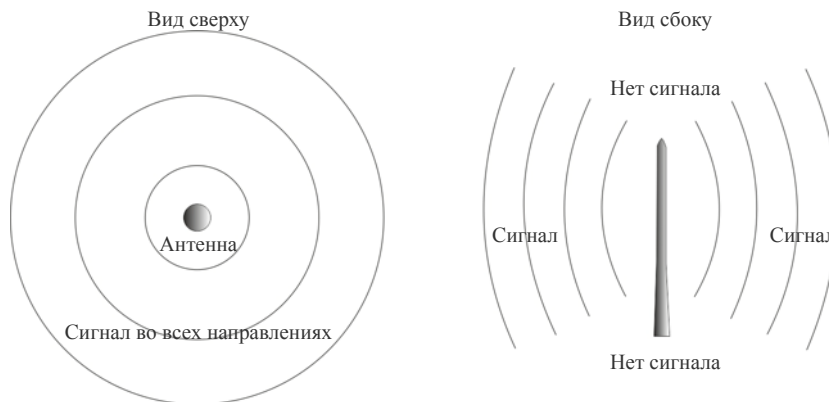 Вид сверху
Антенна
Сигнал во всех направлениях
Вид сбоку
Нет сигнала
Сигнал
Сигнал
Нет сигнала